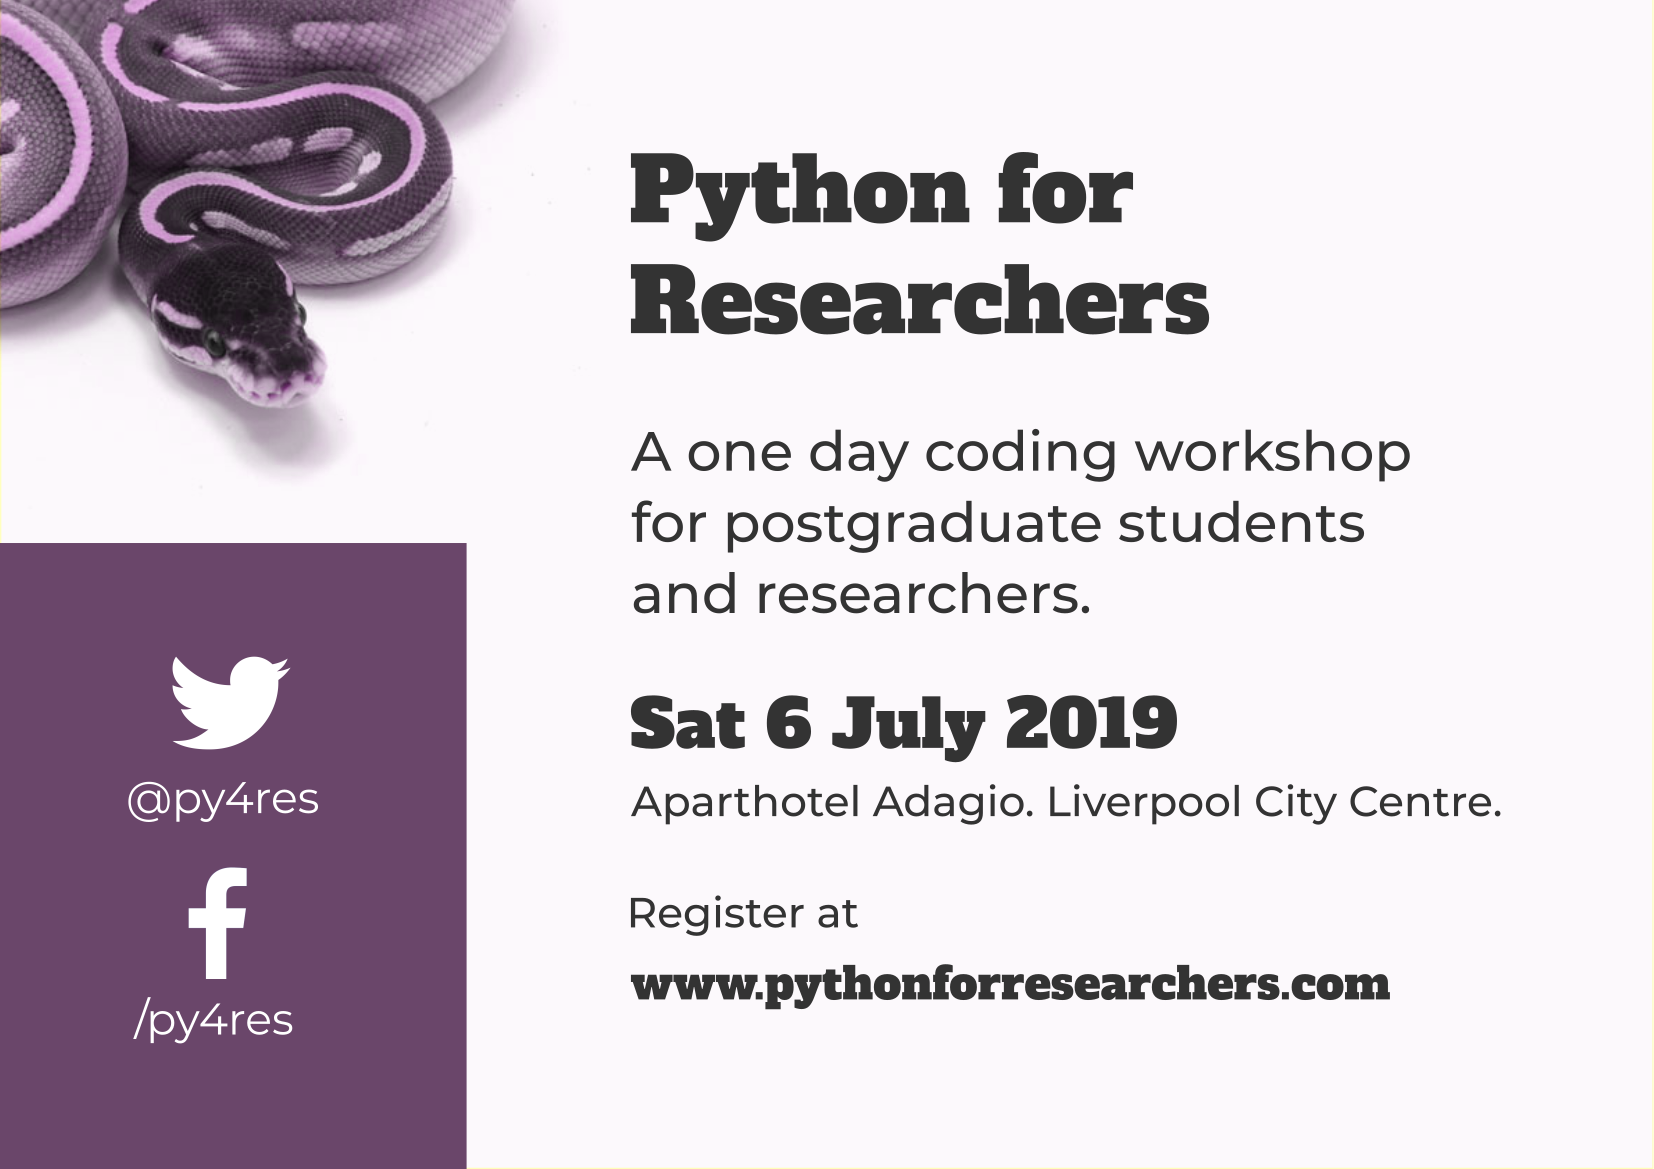 Python for
Researchers
A one day coding workshop
for postgraduate students
and researchers.
Sat 6 July 2019
Aparthotel Adagio. Liverpool City Centre.
Register at
www.pythonforresearchers.com
@py4res
/py4res